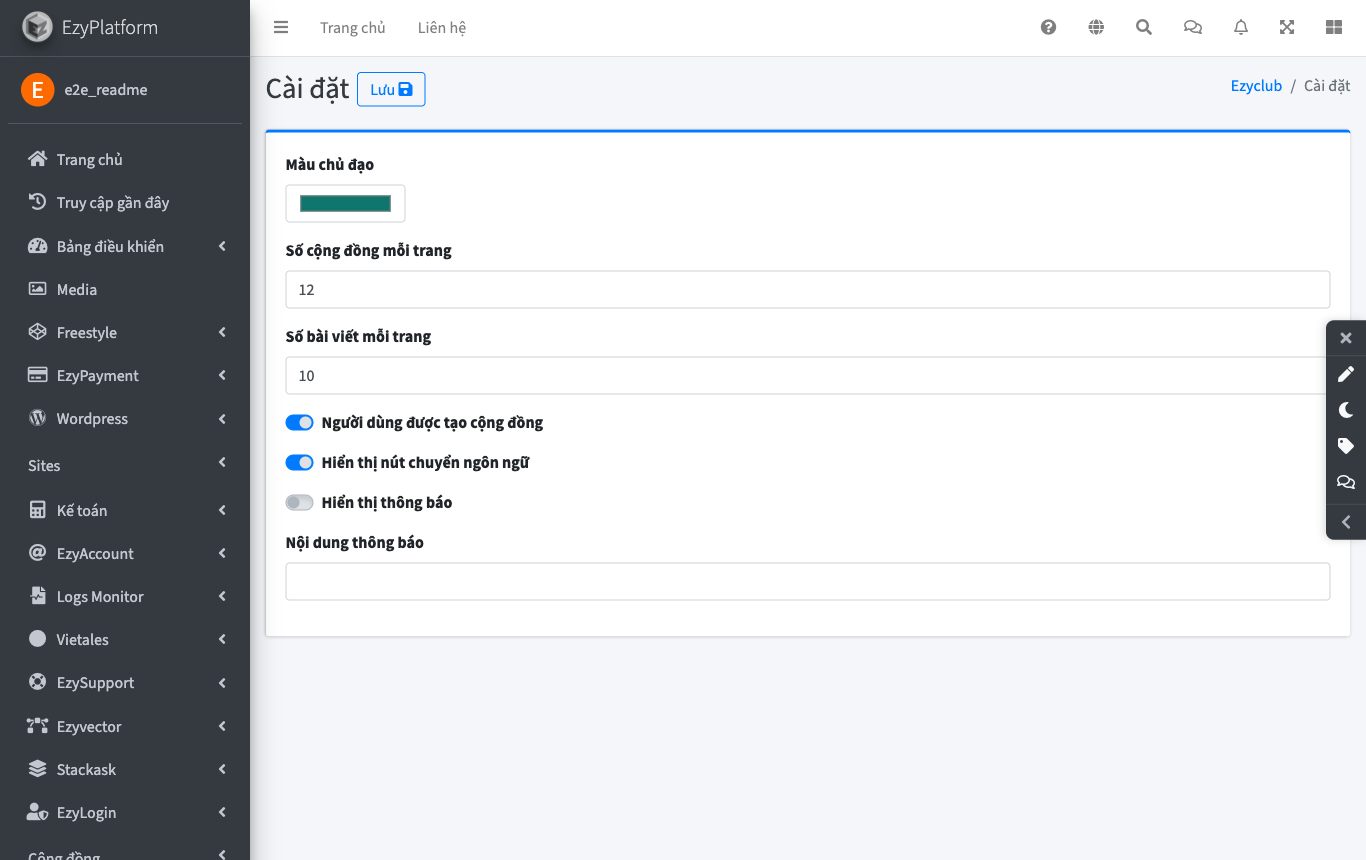 EzyPlatform
Trang chủ
Liên hệ
E
e2e_readme
Trang chủ
Truy cập gần đây
Bảng điều khiển
Media
Freestyle
EzyPayment
Wordpress
Sites
Kế toán
EzyAccount
Logs Monitor
Vietales
EzySupport
Ezyvector
Stackask
EzyLogin
Cộng đồng
Cài đặt
Lưu
Ezyclub / Cài đặt
Màu chủ đạo
Số cộng đồng mỗi trang
12
Số bài viết mỗi trang
10
Người dùng được tạo cộng đồng
Hiển thị nút chuyển ngôn ngữ
Hiển thị thông báo
Nội dung thông báo